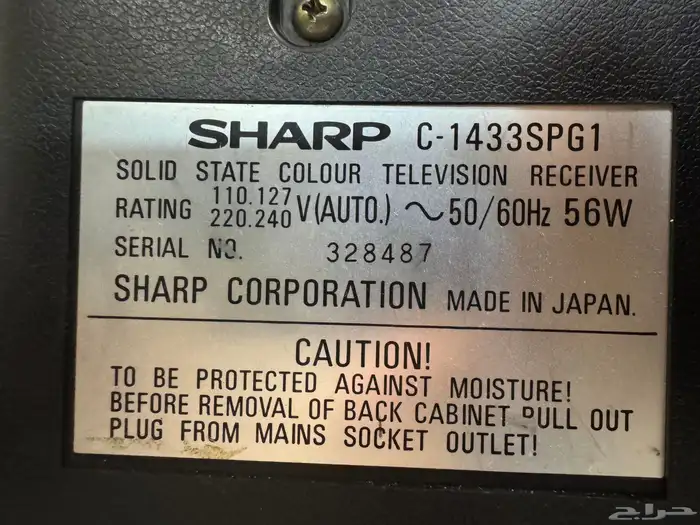 SHARP C-1433SPG1
SOLID STATE COLOUR TELEVISION RECEIVER
RATING 110.127 220.240 V(AUTO.) ~ 50/60Hz 56W
SERIAL NO. 328487
SHARP CORPORATION MADE IN JAPAN.
CAUTION!
TO BE PROTECTED AGAINST MOISTURE!
BEFORE REMOVAL OF BACK CABINET PULL OUT
PLUG FROM MAINS SOCKET OUTLET!
حراج